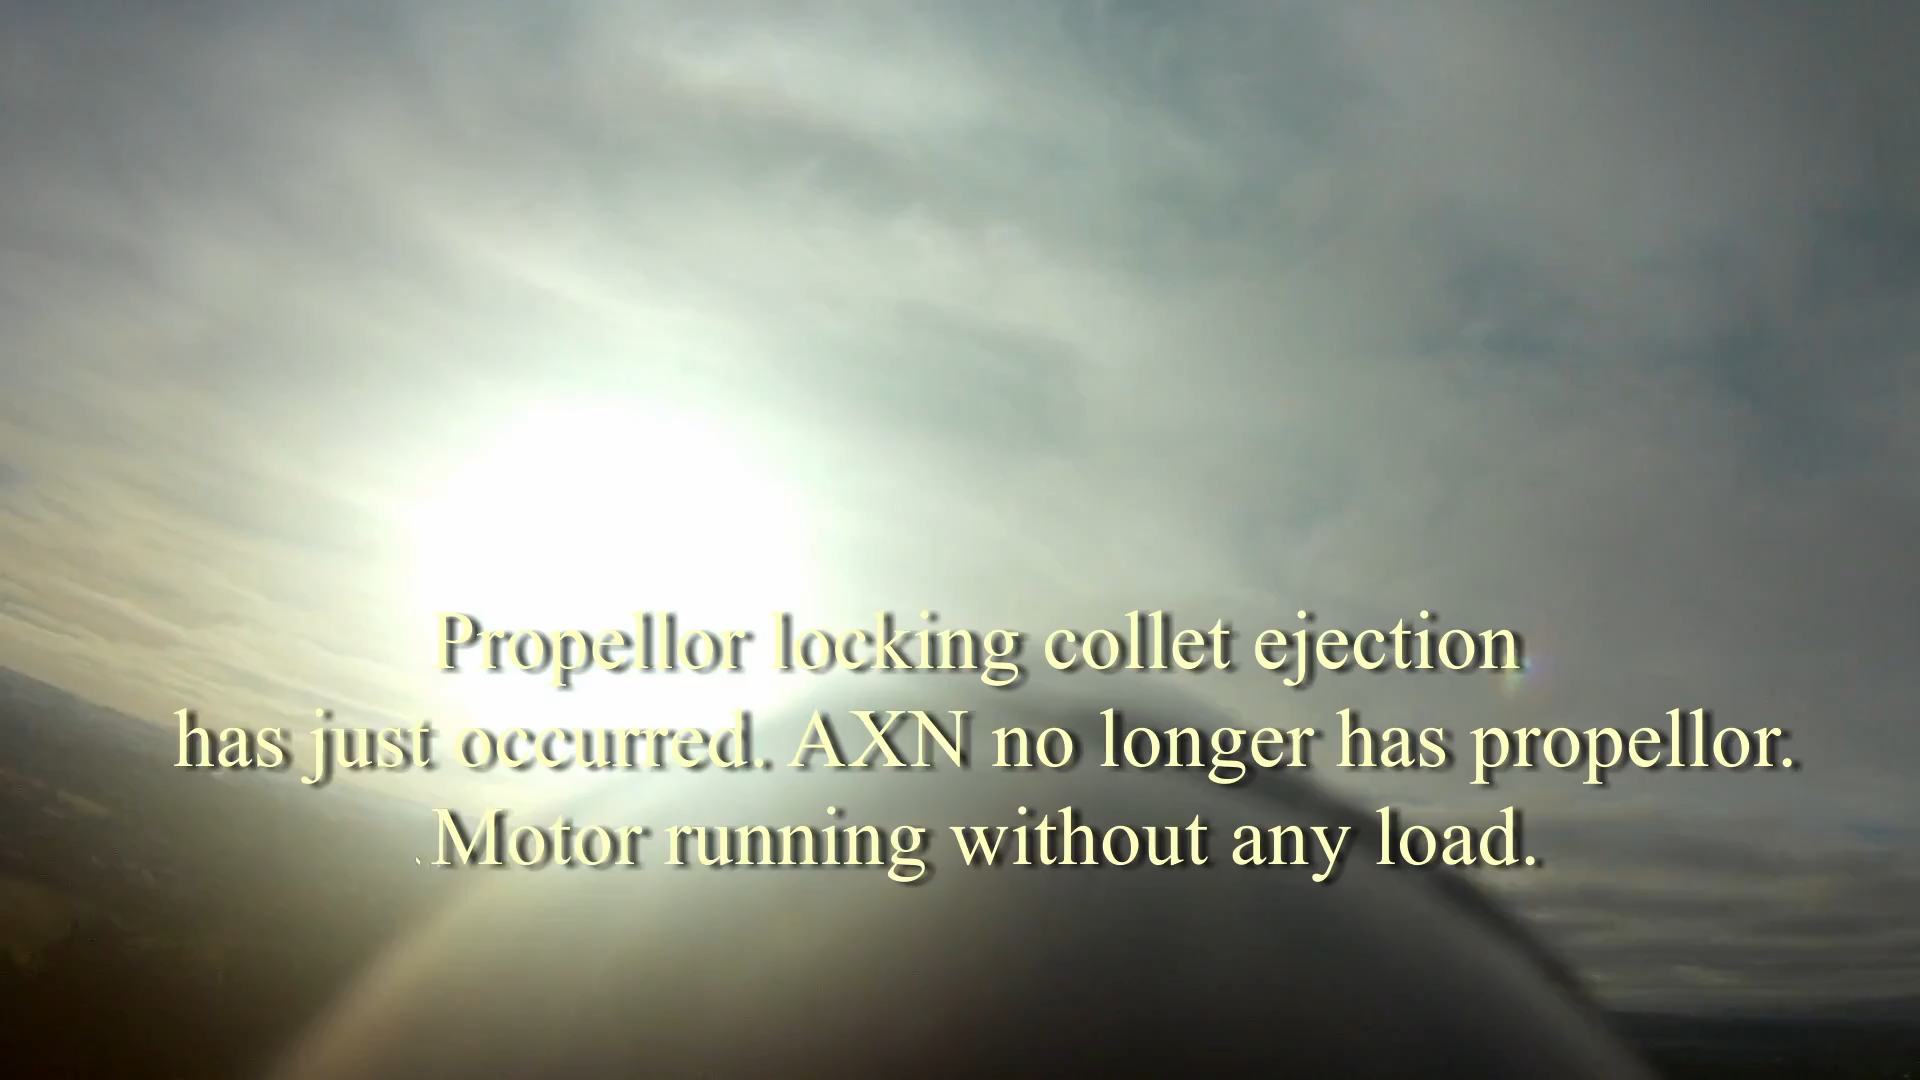 Propellor locking collet ejection
has just occurred. AXN no longer has propellor.
Motor running without any load.